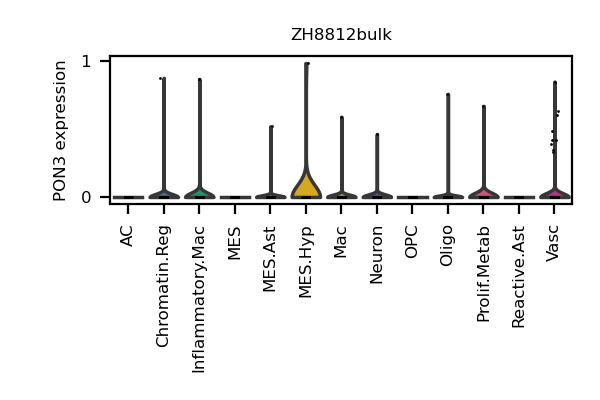 ZH8812bulk
PON3 expression
1
0
AC
Chromatin.Reg
Inflammatory.Mac
MES
MES.Ast
MES.Hyp
Mac
Neuron
OPC
Oligo
Prolif.Metab
Reactive.Ast
Vasc